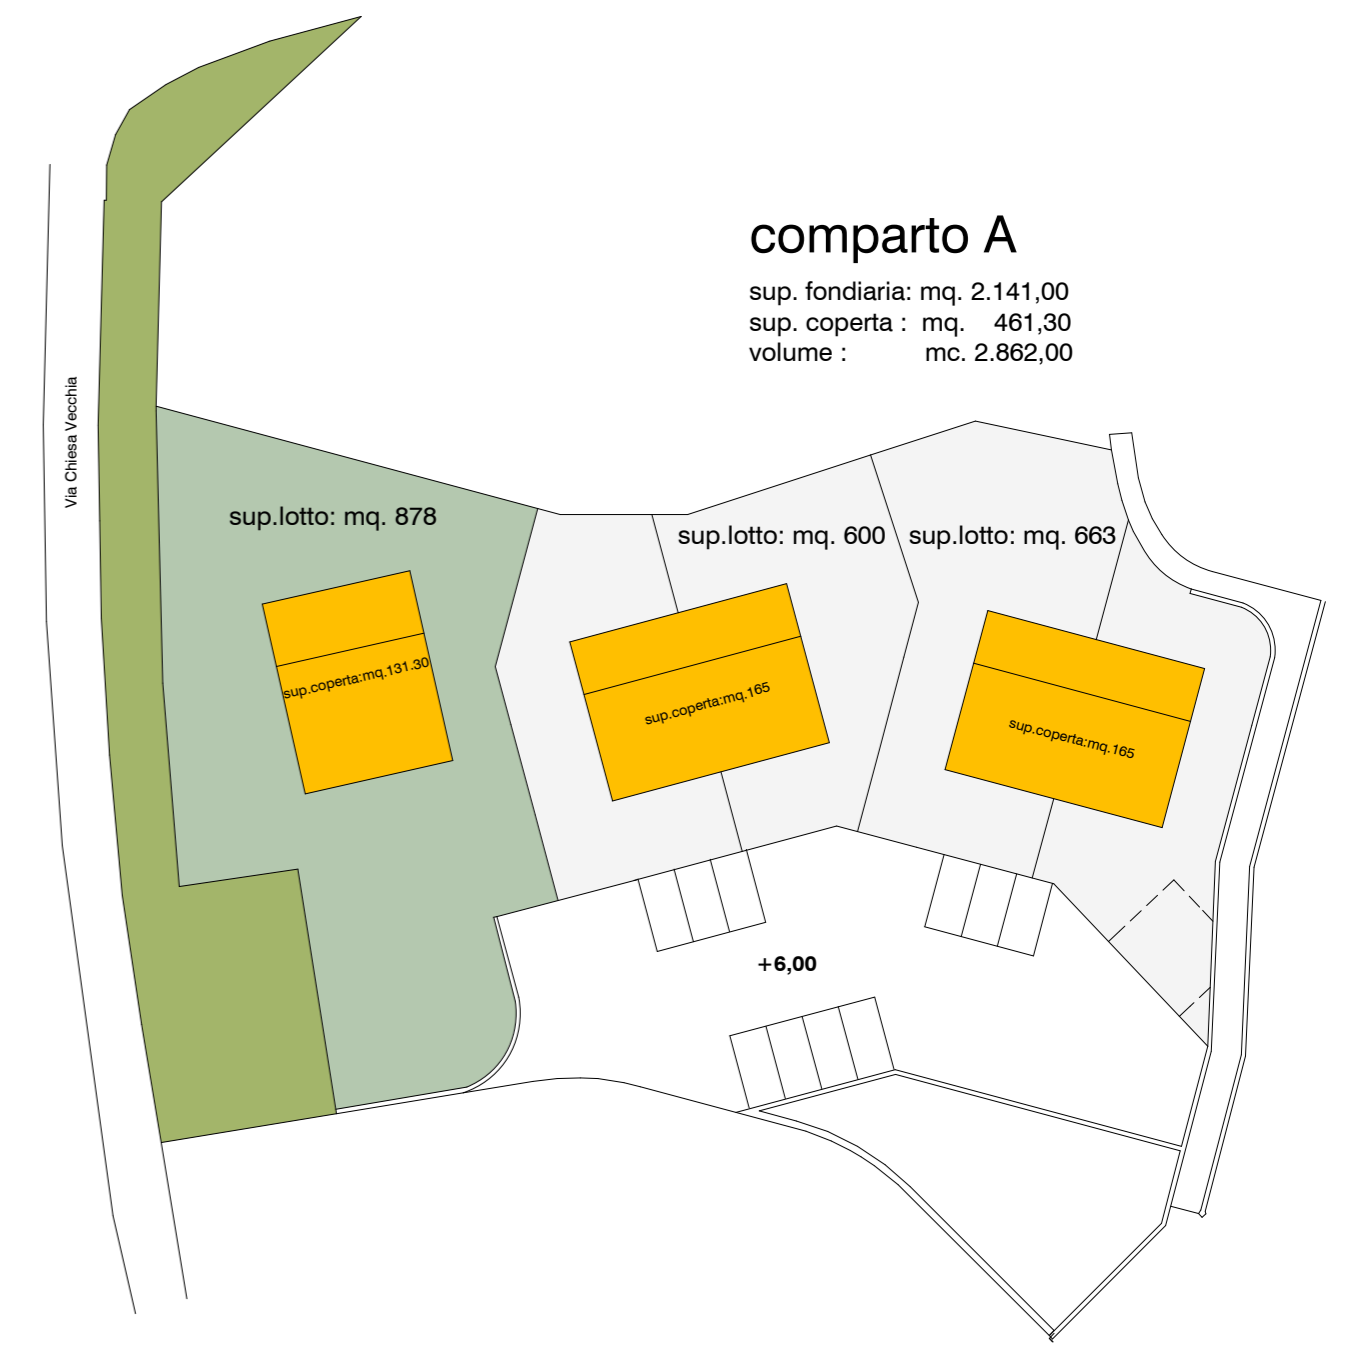 comparto A
sup. fondiaria: mq. 2.141,00
sup. coperta : mq. 461,30
volume : mc. 2.862,00
Via Chiesa Vecchia
sup.lotto: mq. 878
sup.lotto: mq. 600
sup.lotto: mq. 663
sup.coperta:mq.131.30
sup.coperta:mq.165
sup.coperta:mq.165
+6,00